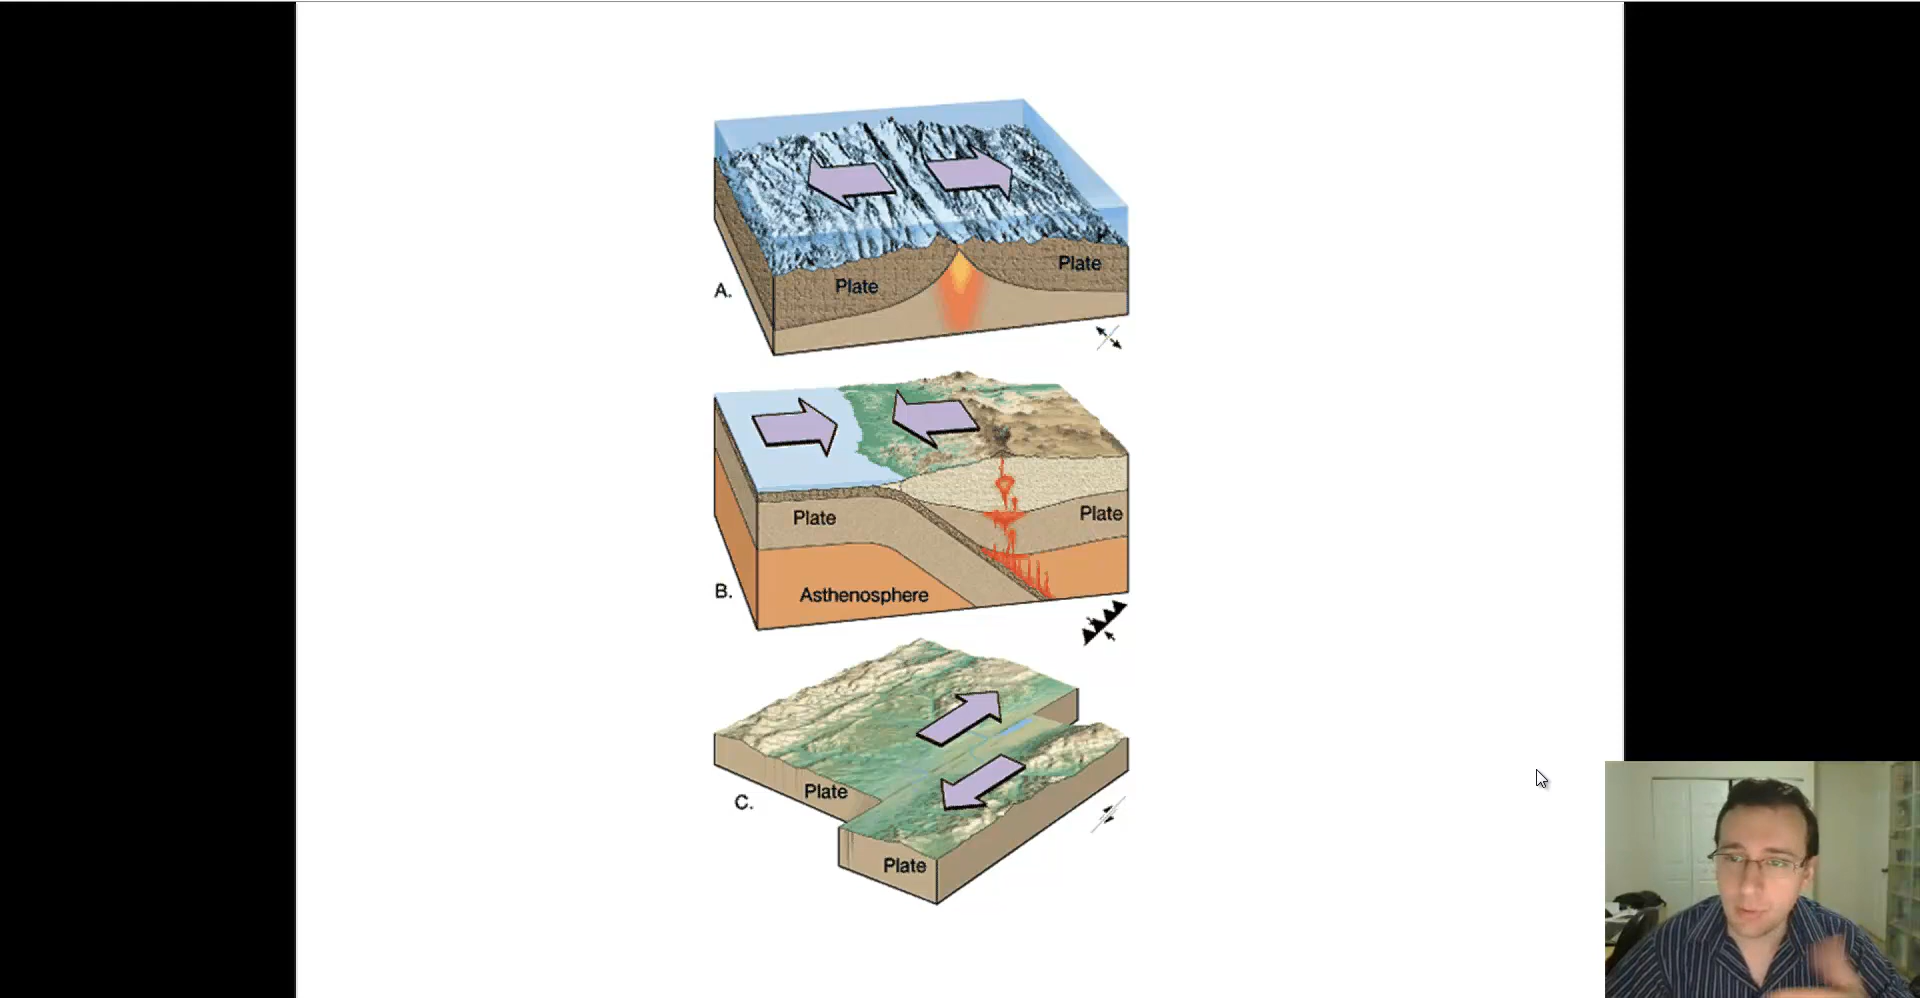 Plate
Plate
A.
Plate
Plate
B.
Asthenosphere
Plate
C.
Plate